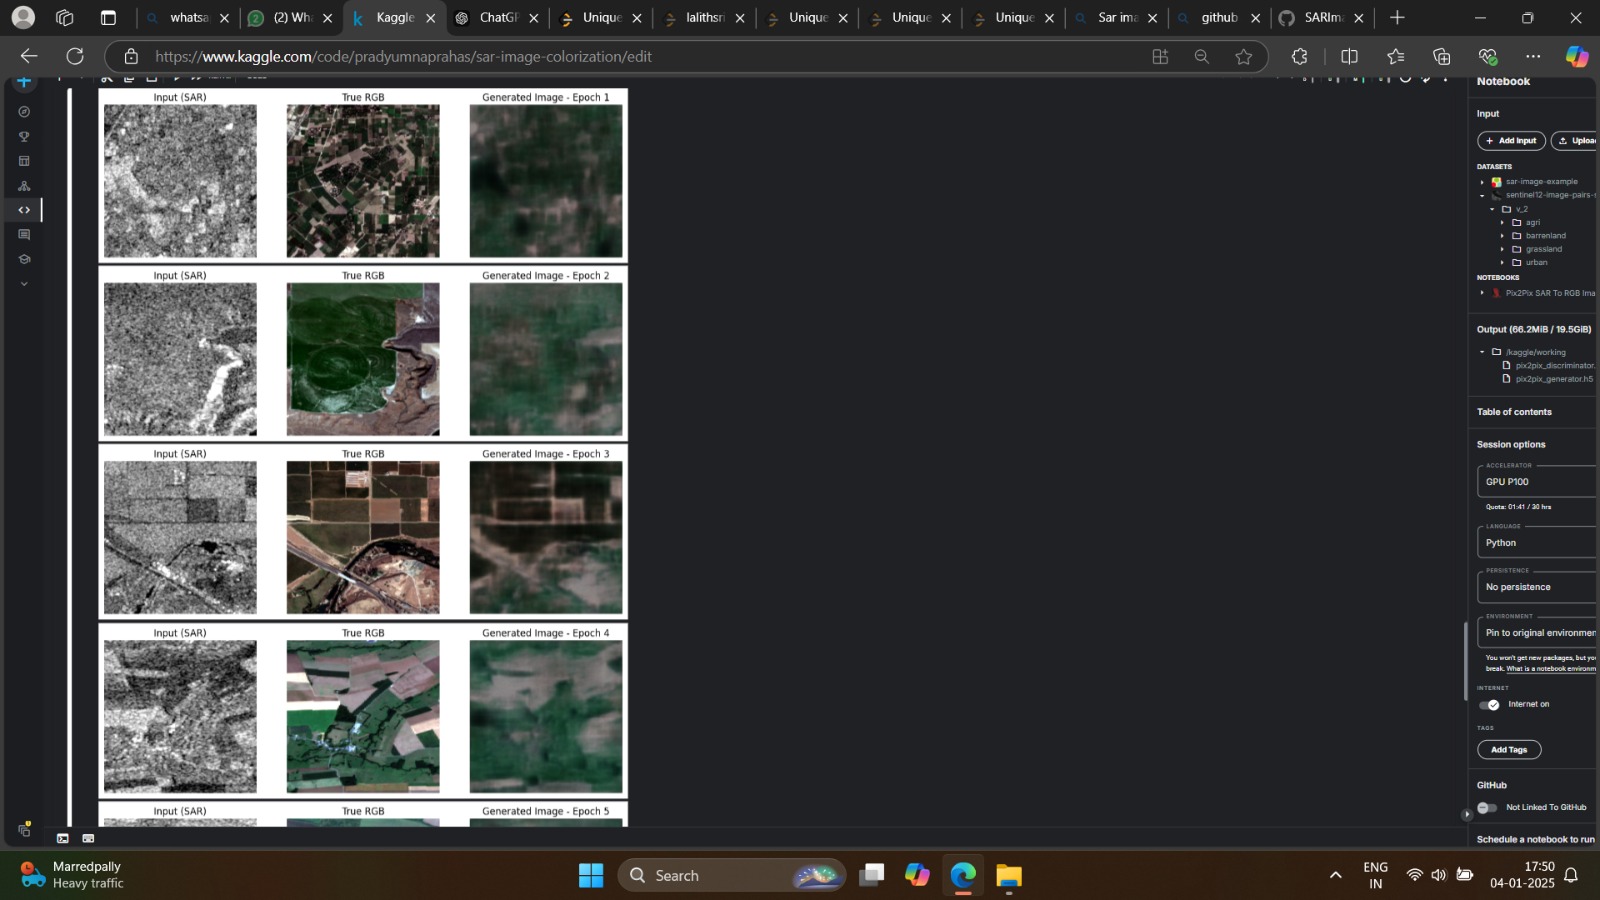 whatsa
(2) Wh
Kaggle
ChatGP
Unique
lalithsri
Unique
Unique
Unique
Sar ima
github
SARIm
https://www.kaggle.com/code/pradyumnaprahas/sar-image-colorization/edit
Input (SAR)
True RGB
Generated Image - Epoch 1
Input (SAR)
True RGB
Generated Image - Epoch 2
Input (SAR)
True RGB
Generated Image - Epoch 3
Input (SAR)
True RGB
Generated Image - Epoch 4
Input (SAR)
True RGB
Generated Image - Epoch 5
Notebook
Input
+ Add Input
Uploa
DATASETS
sar-image-example
sentinel12-image-pairs-s
v_2
agri
barrenland
grassland
urban
NOTEBOOKS
Pix2Pix SAR To RGB Ima
Output (66.2MiB / 19.5GiB)
/kaggle/working
pix2pix_discriminator.
pix2pix_generator.h5
Table of contents
Session options
ACCELERATOR
GPU P100
Quota: 01:41 / 30 hrs
LANGUAGE
Python
PERSISTENCE
No persistence
ENVIRONMENT
Pin to original environmen
You won't get new packages, but you
break. What is a notebook environm
INTERNET
Internet on
TAGS
Add Tags
GitHub
Not Linked To GitHub
Schedule a notebook to run
Marredpally
Heavy traffic
Search
ENG
IN
17:50
04-01-2025